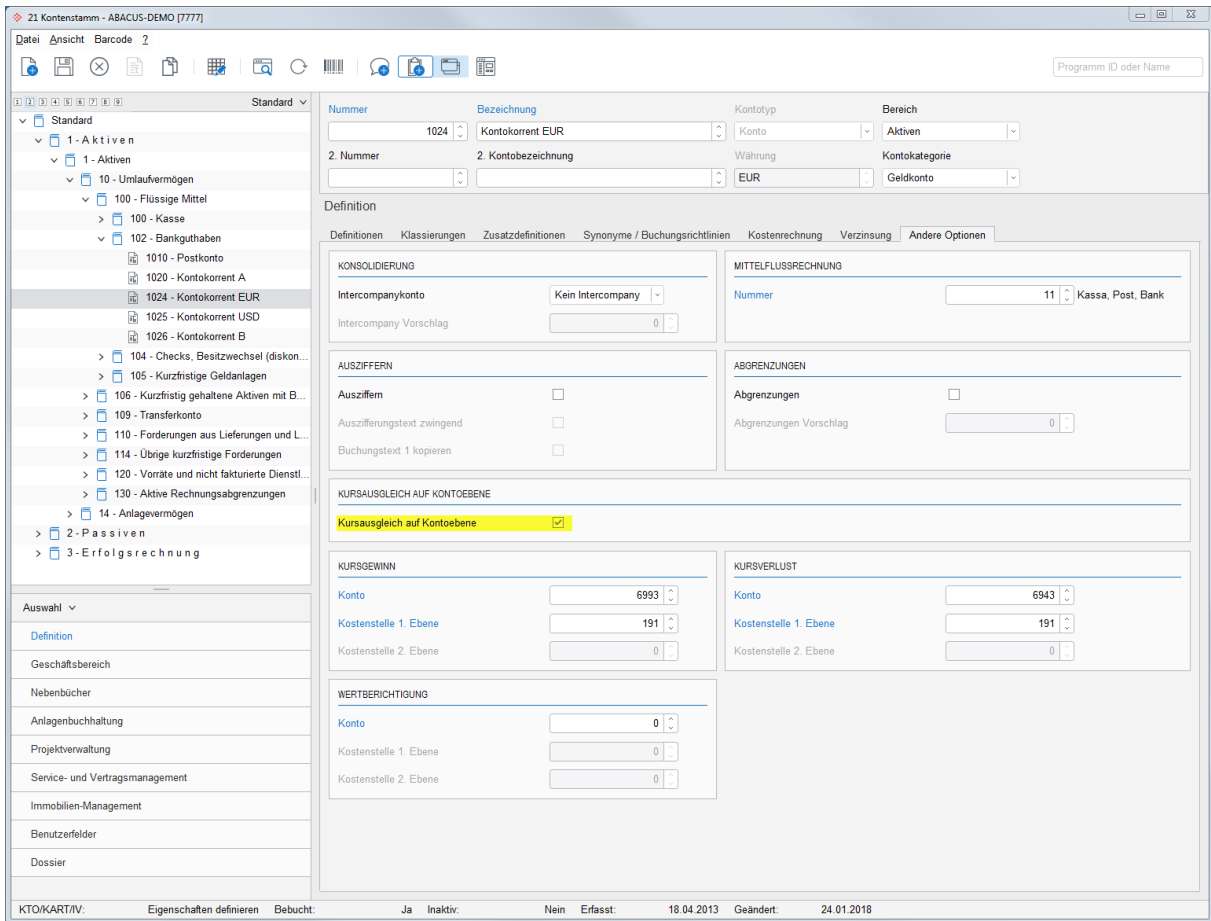 21 Kontenstamm - ABACUS-DEMO [7777]
Datei Ansicht Barcode ?
Programm ID oder Name
1 2 3 4 5 6 7 8 9 Standard
Standard
1 - A k t i v e n
1 - Aktiven
10 - Umlaufvermögen
100 - Flüssige Mittel
100 - Kasse
102 - Bankguthaben
1010 - Postkonto
1020 - Kontokorrent A
1024 - Kontokorrent EUR
1025 - Kontokorrent USD
1026 - Kontokorrent B
104 - Checks, Besitzwechsel (diskon...
105 - Kurzfristige Geldanlagen
106 - Kurzfristig gehaltene Aktiven mit B...
109 - Transferkonto
110 - Forderungen aus Lieferungen und L...
114 - Übrige kurzfristige Forderungen
120 - Vorräte und nicht fakturierte Dienstl...
130 - Aktive Rechnungsabgrenzungen
14 - Anlagevermögen
2 - P a s s i v e n
3 - E r f o l g s r e c h n u n g
Auswahl
Definition
Geschäftsbereich
Nebenbücher
Anlagenbuchhaltung
Projektverwaltung
Service- und Vertragsmanagement
Immobilien-Management
Benutzerfelder
Dossier
Nummer Bezeichnung Kontotyp Bereich
1024 Kontokorrent EUR Konto Aktiven
2. Nummer 2. Kontobezeichnung Währung Kontokategorie
EUR Geldkonto
Definition
Definitionen Klassierungen Zusatzdefinitionen Synonyme / Buchungsrichtlinien Kostenrechnung Verzinsung Andere Optionen
KONSOLIDIERUNG
Intercompanykonto Kein Intercompany
Intercompany Vorschlag 0
MITTELFLUSSRECHNUNG
Nummer 11 Kassa, Post, Bank
AUSZIFFERN
Ausziffern
Auszifferungstext zwingend
Buchungstext 1 kopieren
ABGRENZUNGEN
Abgrenzungen
Abgrenzungen Vorschlag 0
KURSAUSGLEICH AUF KONTOEBENE
Kursausgleich auf Kontoebene
KURSGEWINN
Konto 6993
Kostenstelle 1. Ebene 191
Kostenstelle 2. Ebene 0
KURSVERLUST
Konto 6943
Kostenstelle 1. Ebene 191
Kostenstelle 2. Ebene 0
WERTBERICHTIGUNG
Konto 0
Kostenstelle 1. Ebene 0
Kostenstelle 2. Ebene 0
KTO/KART/IV: Eigenschaften definieren Bebucht: Ja Inaktiv: Nein Erfasst: 18.04.2013 Geändert: 24.01.2018